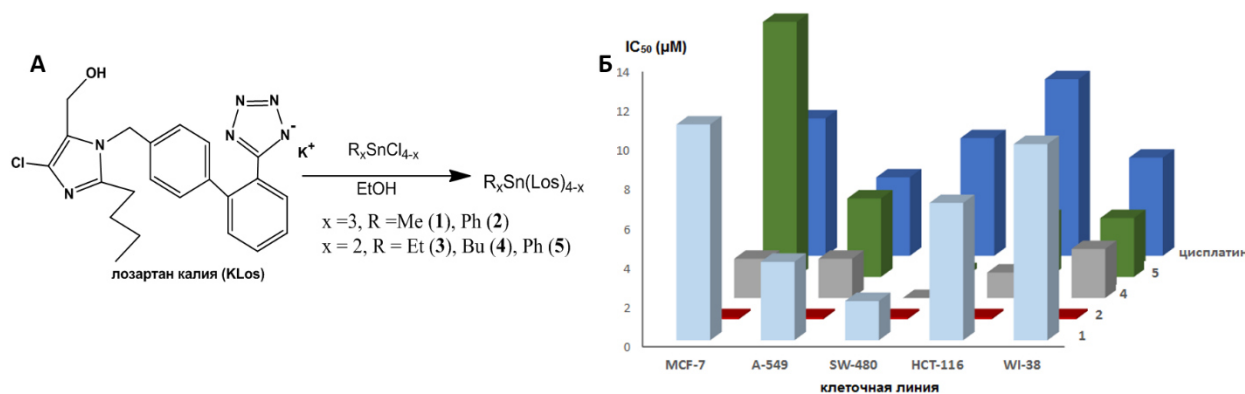 А
OH
N
N
N
N
N
-
K+
Cl
N
RₓSnCl₄₋ₓ
EtOH
RₓSn(Los)₄₋ₓ
x =3, R =Me (1), Ph (2)
x = 2, R = Et (3), Bu (4), Ph (5)
лозартан калия (KLos)
Б
IC₅₀ (µM)
14
12
10
8
6
4
2
0
MCF-7
A-549
SW-480
HCT-116
WI-38
клеточная линия
цисплатин
5
4
2
1